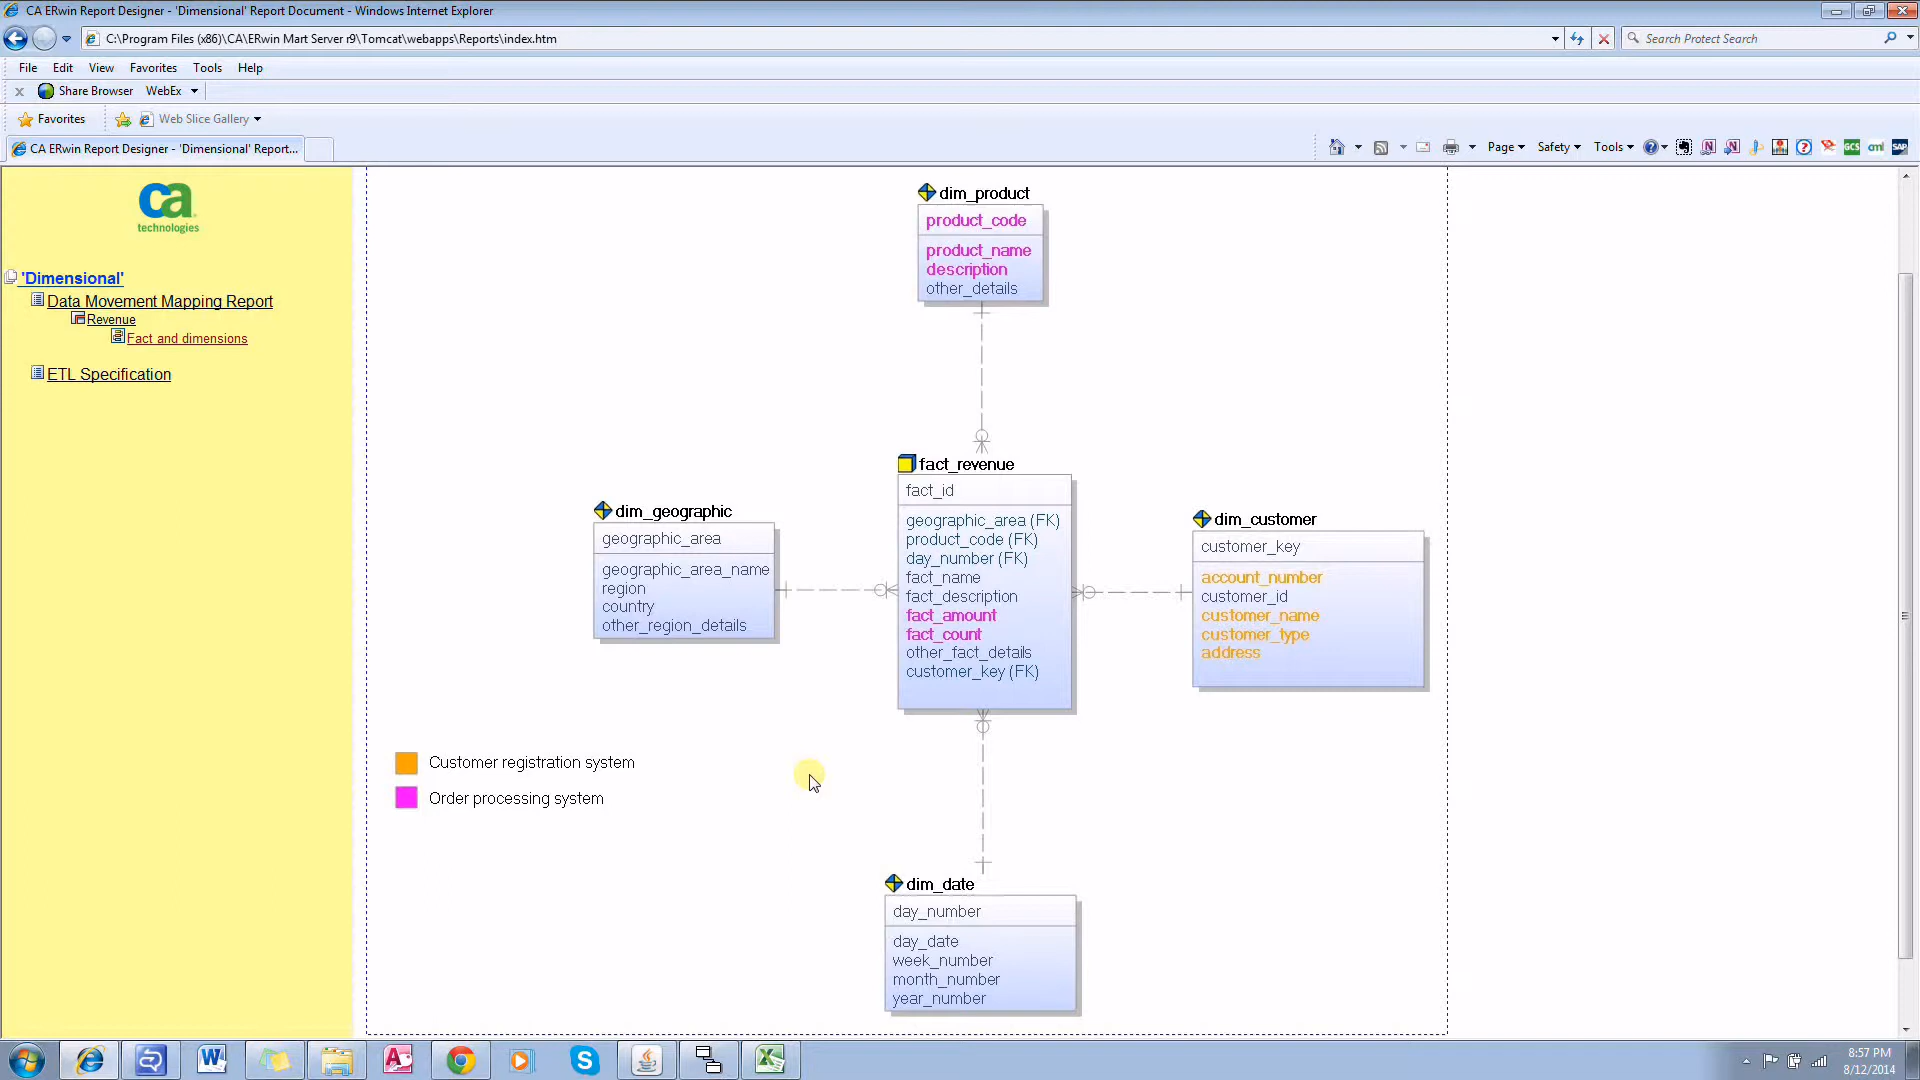 CA ERwin Report Designer - 'Dimensional' Report Document - Windows Internet Explorer
C:\Program Files (x86)\CA\ERwin Mart Server r9\Tomcat\webapps\Reports\index.htm
Search Protect Search
File Edit View Favorites Tools Help
x Share Browser WebEx
Favorites Web Slice Gallery
CA ERwin Report Designer - 'Dimensional' Report...
Page Safety Tools
GCS
SAP
ca
technologies
'Dimensional'
Data Movement Mapping Report
Revenue
Fact and dimensions
ETL Specification
dim_product
product_code
product_name
description
other_details
fact_revenue
fact_id
geographic_area (FK)
product_code (FK)
day_number (FK)
fact_name
fact_description
fact_amount
fact_count
other_fact_details
customer_key (FK)
dim_geographic
geographic_area
geographic_area_name
region
country
other_region_details
dim_customer
customer_key
account_number
customer_id
customer_name
customer_type
address
Customer registration system
Order processing system
dim_date
day_number
day_date
week_number
month_number
year_number
8:57 PM
8/12/2014